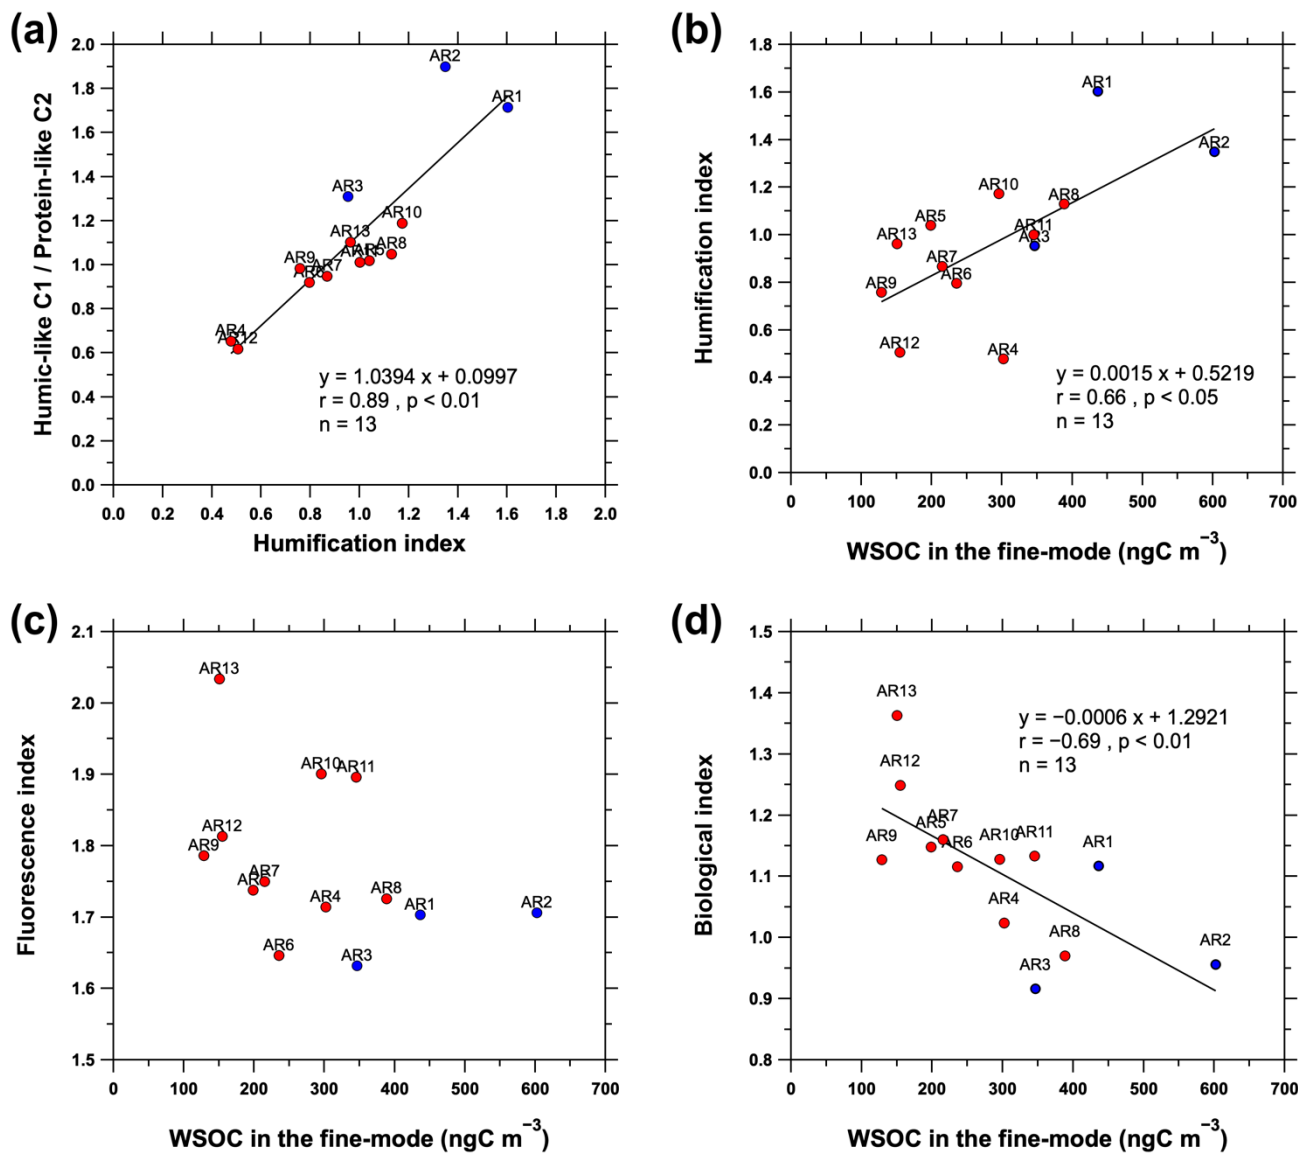 (a)
2.0
1.8
1.6
1.4
1.2
1.0
0.8
0.6
0.4
0.2
0.0
Humic-like C1 / Protein-like C2
AR2
AR1
AR3
AR10
AR13
AR5
AR8
AR9
AR7
AR4
AR12
y = 1.0394 x + 0.0997
r = 0.89 , p < 0.01
n = 13
0.0 0.2 0.4 0.6 0.8 1.0 1.2 1.4 1.6 1.8 2.0
Humification index
(b)
1.8
1.6
1.4
1.2
1.0
0.8
0.6
0.4
0.2
0.0
Humification index
AR1
AR2
AR10
AR8
AR5
AR11
AR13
AR3
AR7
AR6
AR9
AR12
AR4
y = 0.0015 x + 0.5219
r = 0.66 , p < 0.05
n = 13
0 100 200 300 400 500 600 700
WSOC in the fine-mode (ngC m⁻³)
(c)
2.1
2.0
1.9
1.8
1.7
1.6
1.5
Fluorescence index
AR13
AR10
AR11
AR12
AR9
AR7
AR4
AR8
AR1
AR2
AR6
AR3
0 100 200 300 400 500 600 700
WSOC in the fine-mode (ngC m⁻³)
(d)
1.5
1.4
1.3
1.2
1.1
1.0
0.9
0.8
Biological index
AR13
y = −0.0006 x + 1.2921
r = −0.69 , p < 0.01
n = 13
AR12
AR7
AR5
AR9
AR6
AR10
AR11
AR1
AR4
AR8
AR2
AR3
0 100 200 300 400 500 600 700
WSOC in the fine-mode (ngC m⁻³)